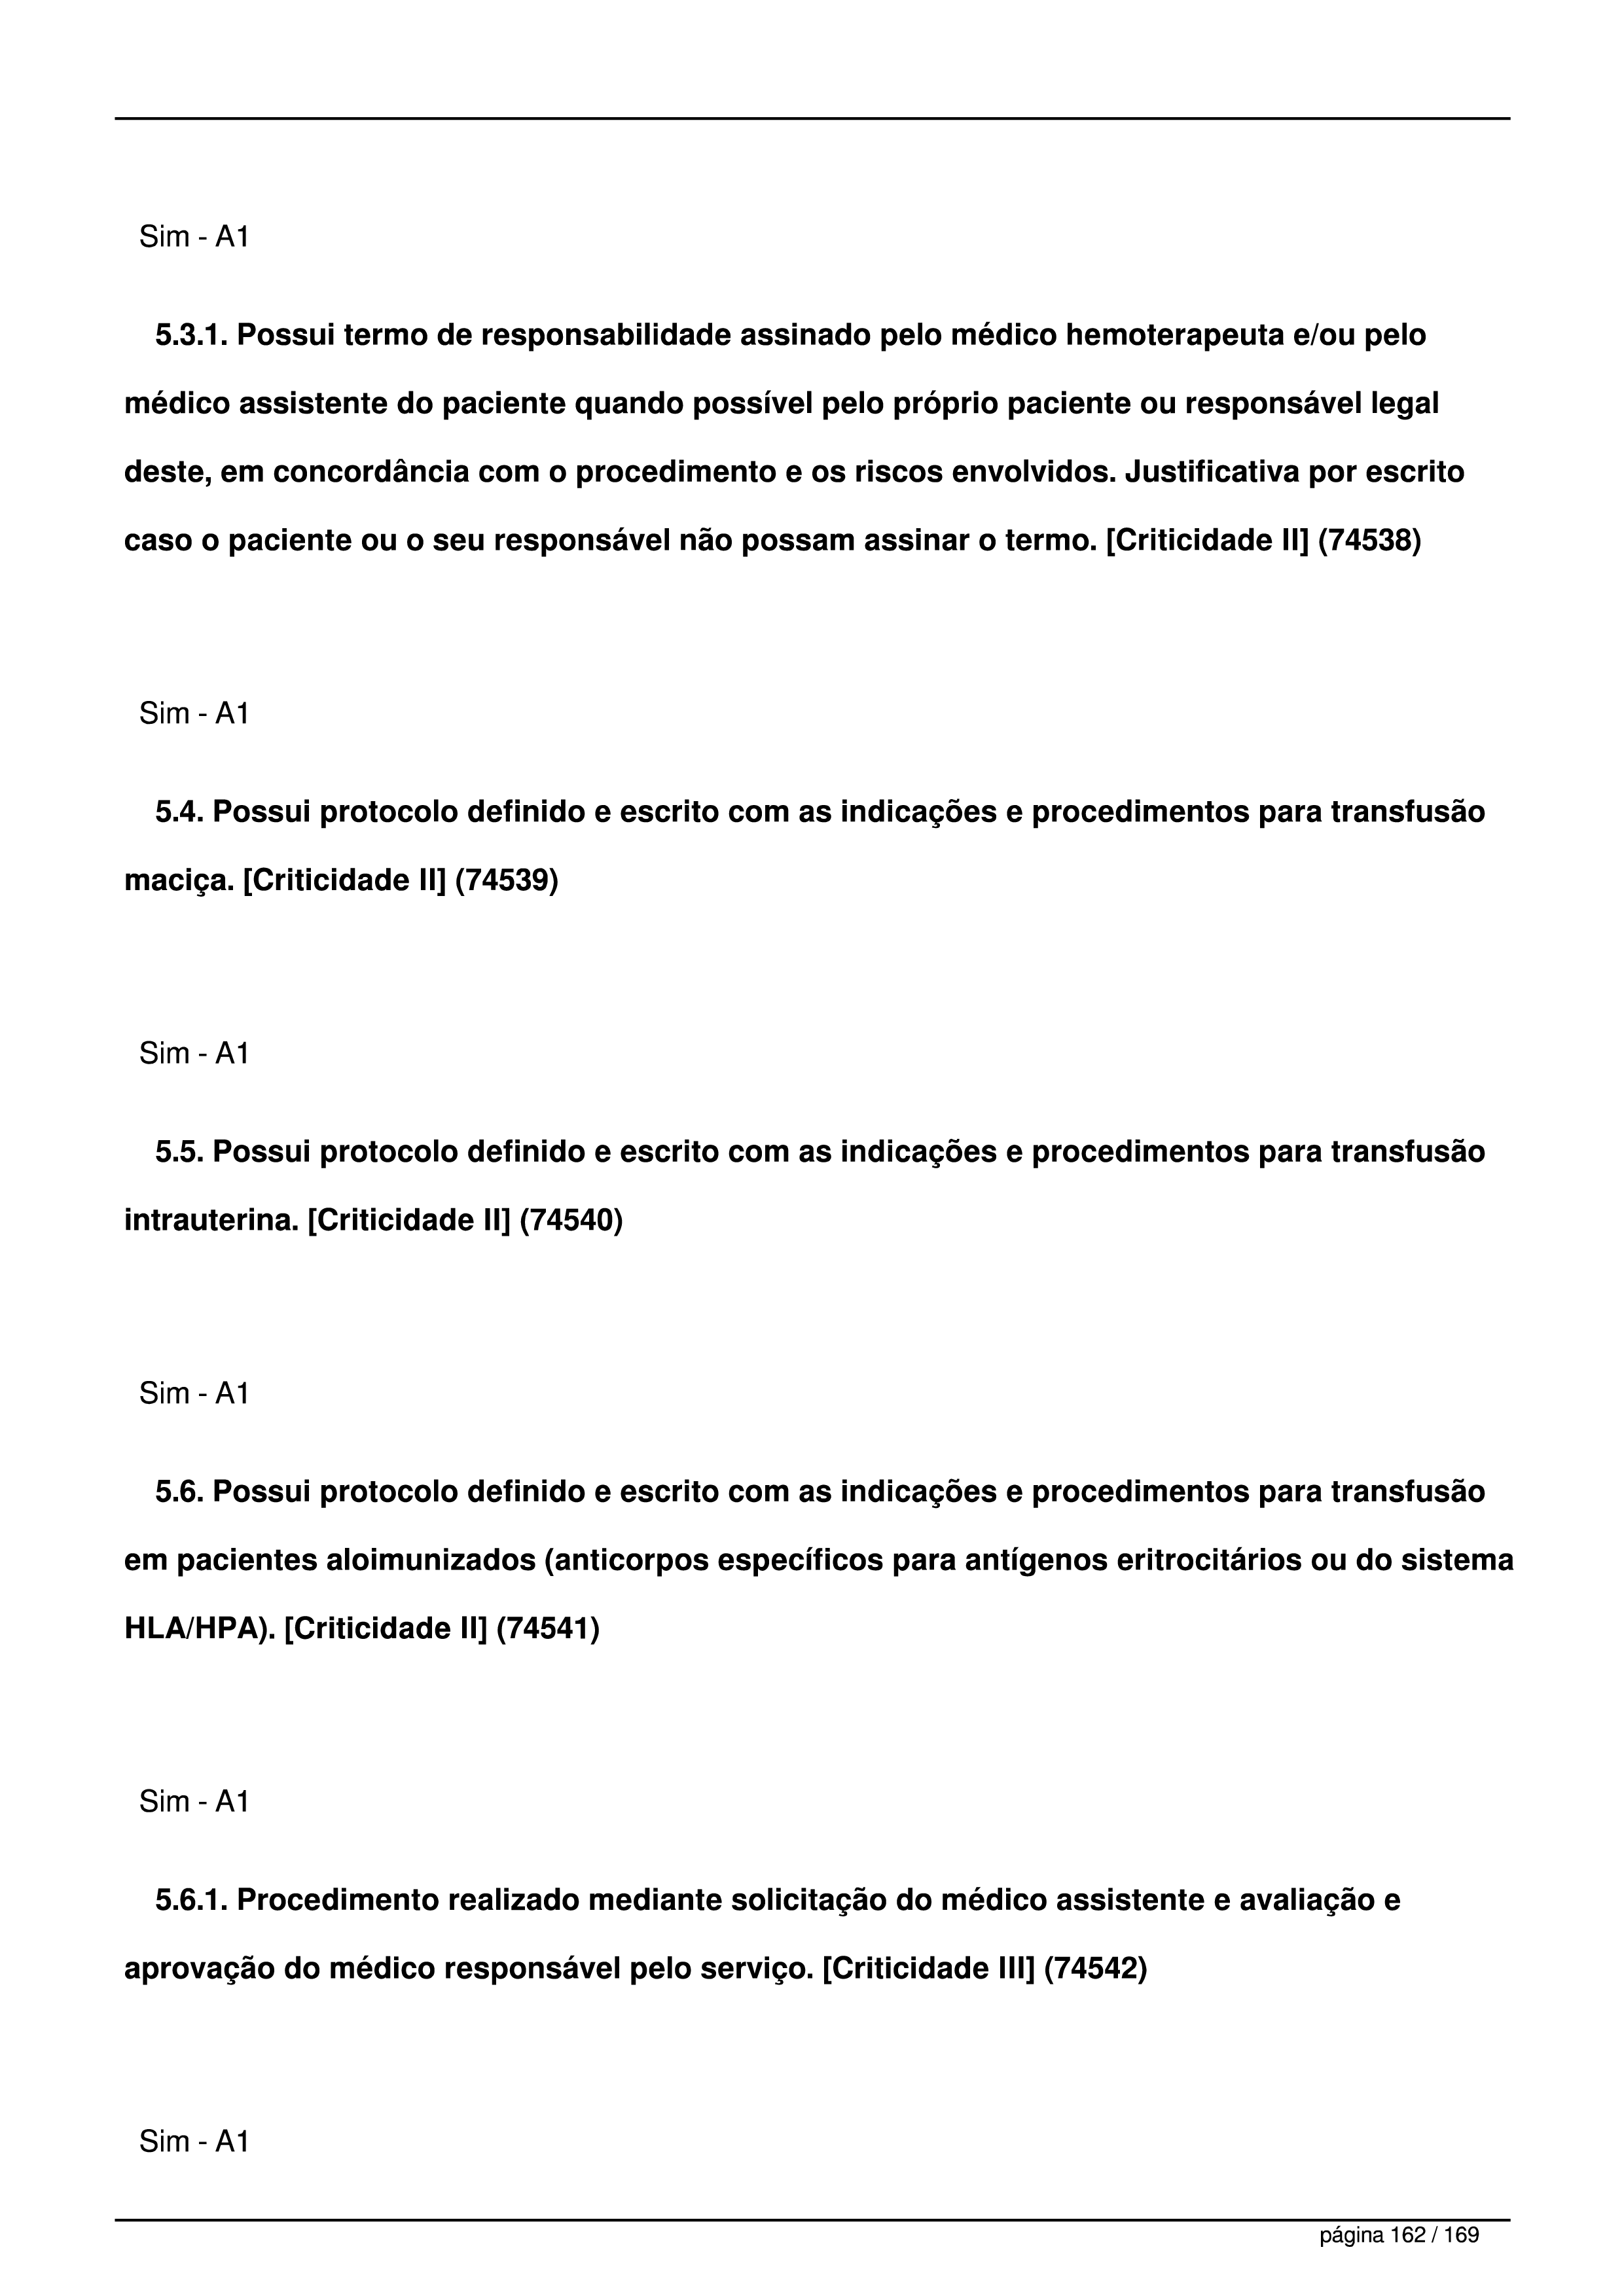 Sim - A1
5.3.1. Possui termo de responsabilidade assinado pelo médico hemoterapeuta e/ou pelo
médico assistente do paciente quando possível pelo próprio paciente ou responsável legal
deste, em concordância com o procedimento e os riscos envolvidos. Justificativa por escrito
caso o paciente ou o seu responsável não possam assinar o termo. [Criticidade II] (74538)
Sim - A1
5.4. Possui protocolo definido e escrito com as indicações e procedimentos para transfusão
maciça. [Criticidade II] (74539)
Sim - A1
5.5. Possui protocolo definido e escrito com as indicações e procedimentos para transfusão
intrauterina. [Criticidade II] (74540)
Sim - A1
5.6. Possui protocolo definido e escrito com as indicações e procedimentos para transfusão
em pacientes aloimunizados (anticorpos específicos para antígenos eritrocitários ou do sistema
HLA/HPA). [Criticidade II] (74541)
Sim - A1
5.6.1. Procedimento realizado mediante solicitação do médico assistente e avaliação e
aprovação do médico responsável pelo serviço. [Criticidade III] (74542)
Sim - A1
página 162 / 169